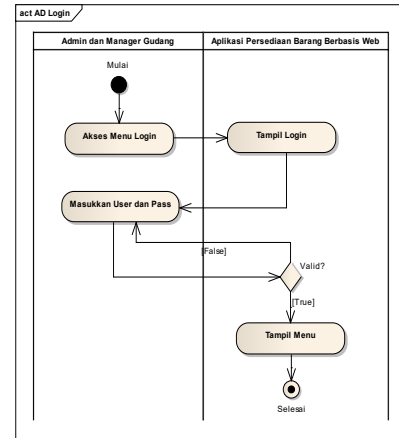 act AD Login
Admin dan Manager Gudang
Aplikasi Persediaan Barang Berbasis Web
Mulai
Akses Menu Login
Tampil Login
Masukkan User dan Pass
[False]
Valid?
[True]
Tampil Menu
Selesai